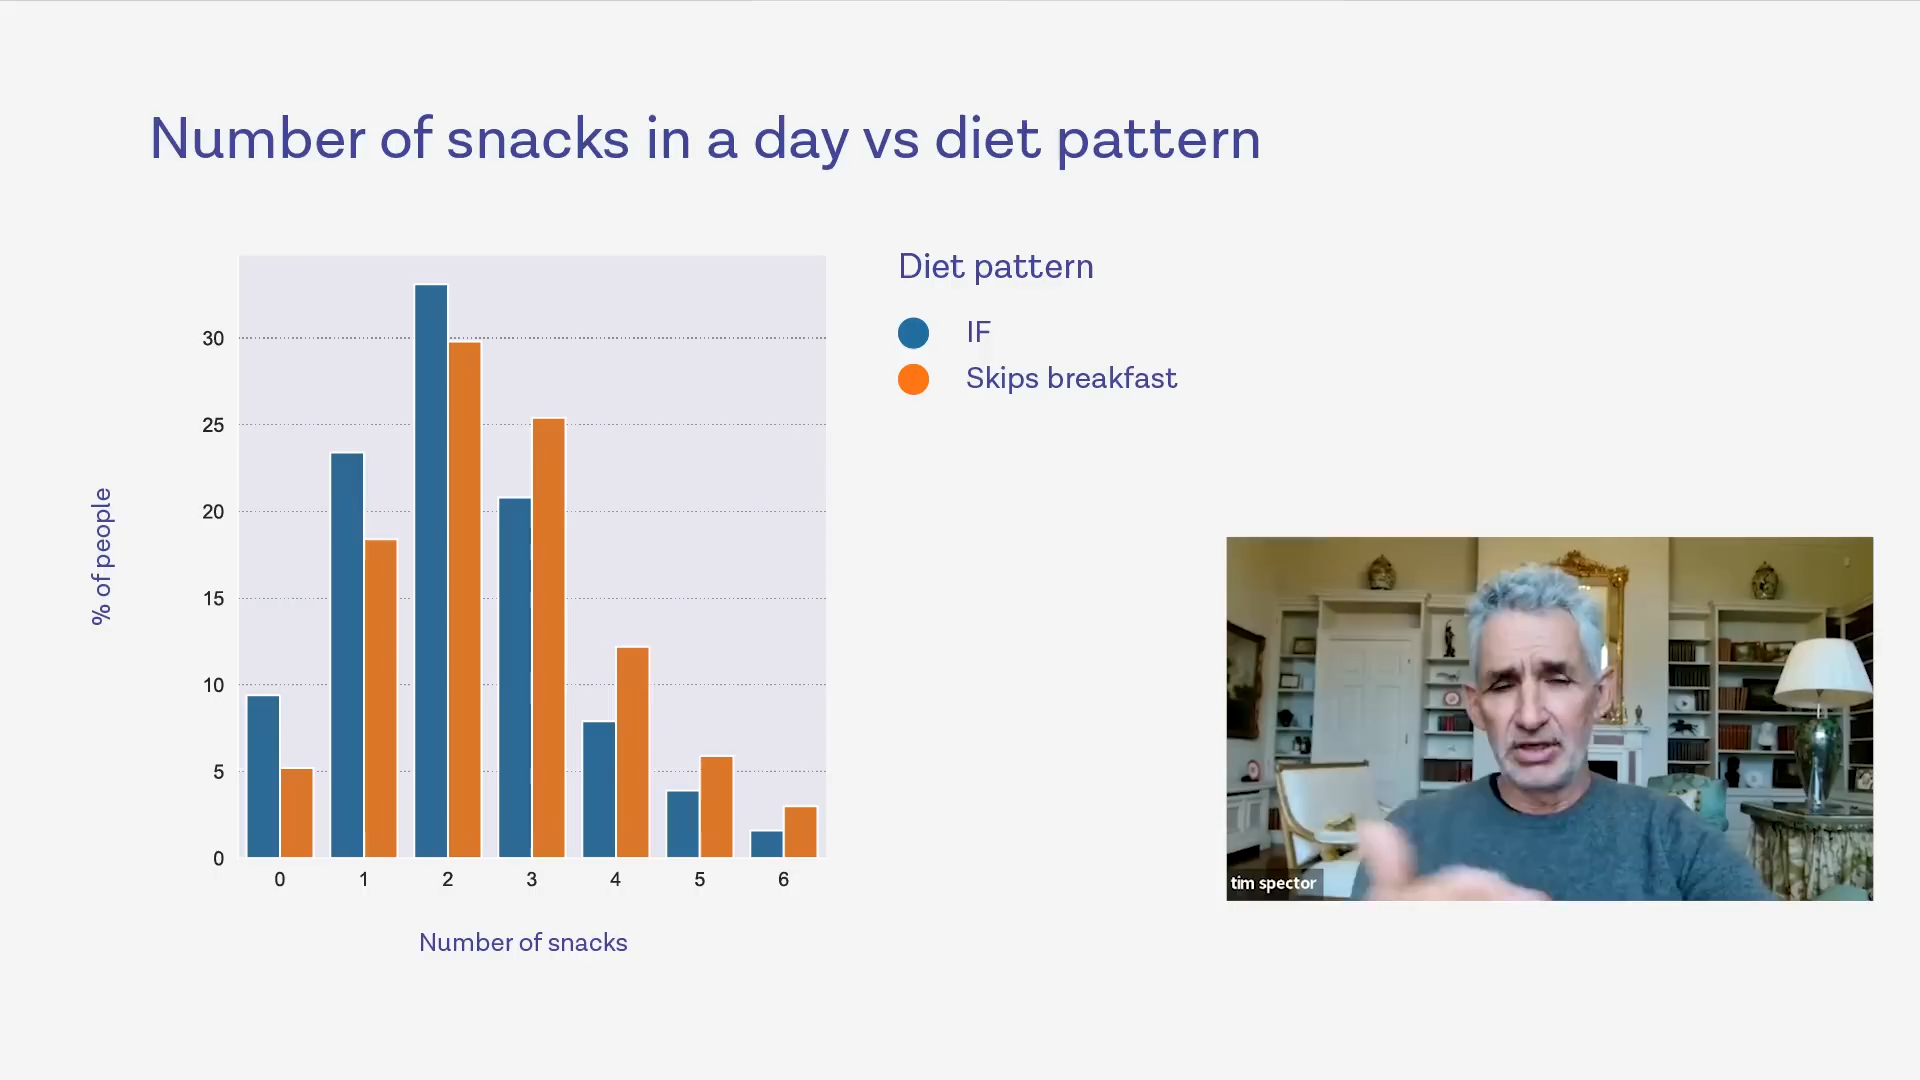 Number of snacks in a day vs diet pattern
Diet pattern
IF
Skips breakfast
% of people
30
25
20
15
10
5
0
0 1 2 3 4 5 6
Number of snacks
tim spector